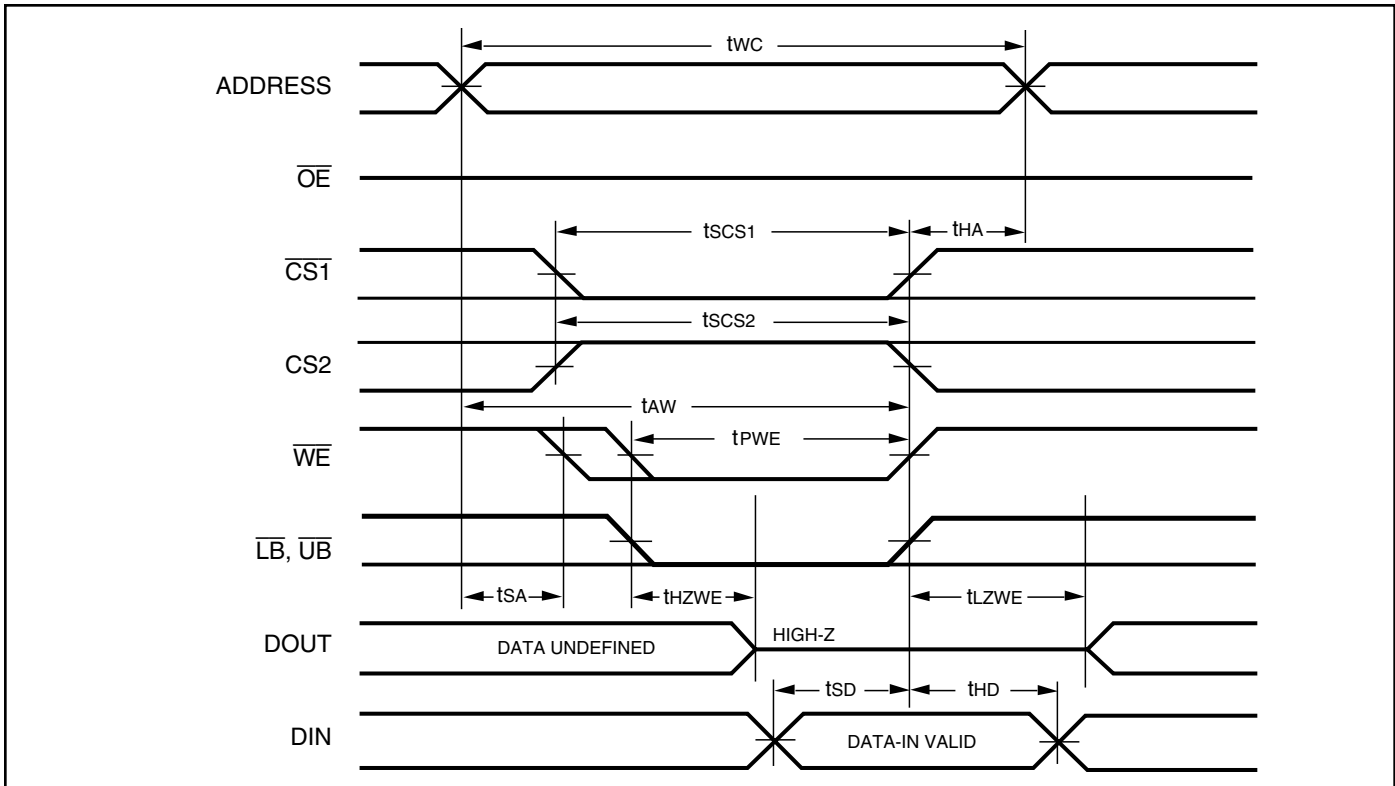 tWC
ADDRESS
OE
tSCS1
tHA
CS1
tSCS2
CS2
tAW
tPWE
WE
LB, UB
tSA
tHZWE
tLZWE
DOUT
DATA UNDEFINED
HIGH-Z
tSD
tHD
DIN
DATA-IN VALID